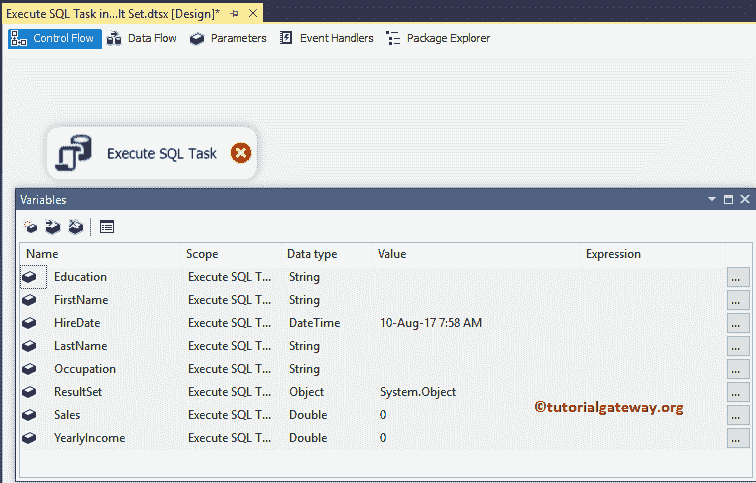 Execute SQL Task in...lt Set.dtsx [Design]*
Control Flow Data Flow Parameters Event Handlers Package Explorer
Execute SQL Task
Variables
Name Scope Data type Value Expression
Education Execute SQL T... String ...
FirstName Execute SQL T... String ...
HireDate Execute SQL T... DateTime 10-Aug-17 7:58 AM ...
LastName Execute SQL T... String ...
Occupation Execute SQL T... String ...
ResultSet Execute SQL T... Object System.Object ...
©tutorialgateway.org
Sales Execute SQL T... Double 0 ...
YearlyIncome Execute SQL T... Double 0 ...